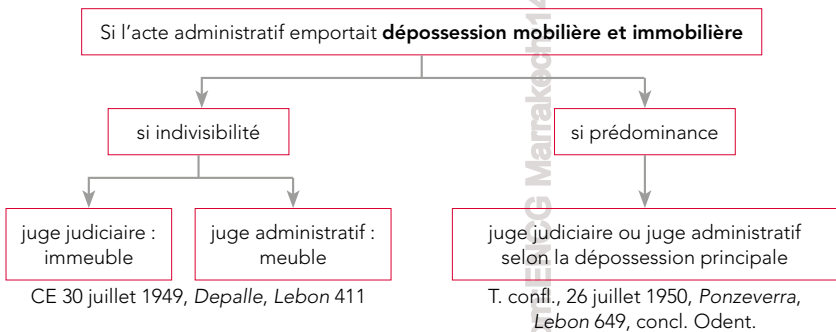 Si l'acte administratif emportait dépossession mobilière et immobilière
si indivisibilité
si prédominance
juge judiciaire :
immeuble
juge administratif :
meuble
juge judiciaire ou juge administratif
selon la dépossession principale
CE 30 juillet 1949, Depalle, Lebon 411
T. confl., 26 juillet 1950, Ponzeverra,
Lebon 649, concl. Odent.
ENCG Marrakech